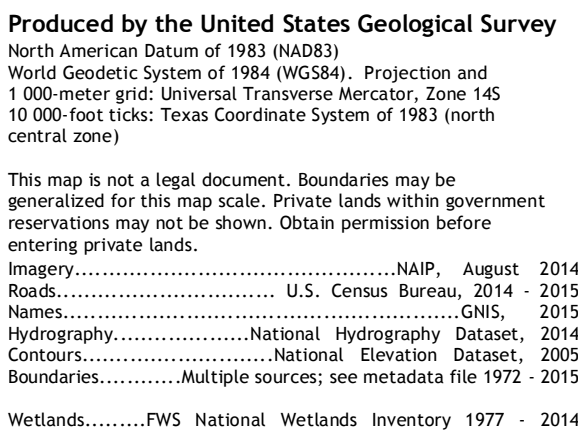 Produced by the United States Geological Survey
North American Datum of 1983 (NAD83)
World Geodetic System of 1984 (WGS84). Projection and
1 000-meter grid: Universal Transverse Mercator, Zone 14S
10 000-foot ticks: Texas Coordinate System of 1983 (north
central zone)
This map is not a legal document. Boundaries may be
generalized for this map scale. Private lands within government
reservations may not be shown. Obtain permission before
entering private lands.
Imagery..............................................NAIP, August 2014
Roads............................... U.S. Census Bureau, 2014 - 2015
Names.......................................................GNIS, 2015
Hydrography....................National Hydrography Dataset, 2014
Contours............................National Elevation Dataset, 2005
Boundaries............Multiple sources; see metadata file 1972 - 2015
Wetlands.........FWS National Wetlands Inventory 1977 - 2014